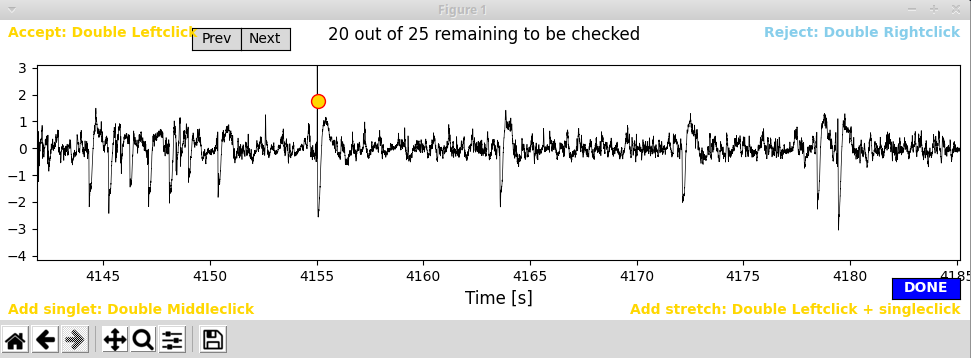 Figure 1
Accept: Double Leftclick
Prev
Next
20 out of 25 remaining to be checked
Reject: Double Rightclick
3
2
1
0
−1
−2
−3
−4
4145 4150 4155 4160 4165 4170 4175 4180 4185
Time [s]
DONE
Add singlet: Double Middleclick
Add stretch: Double Leftclick + singleclick